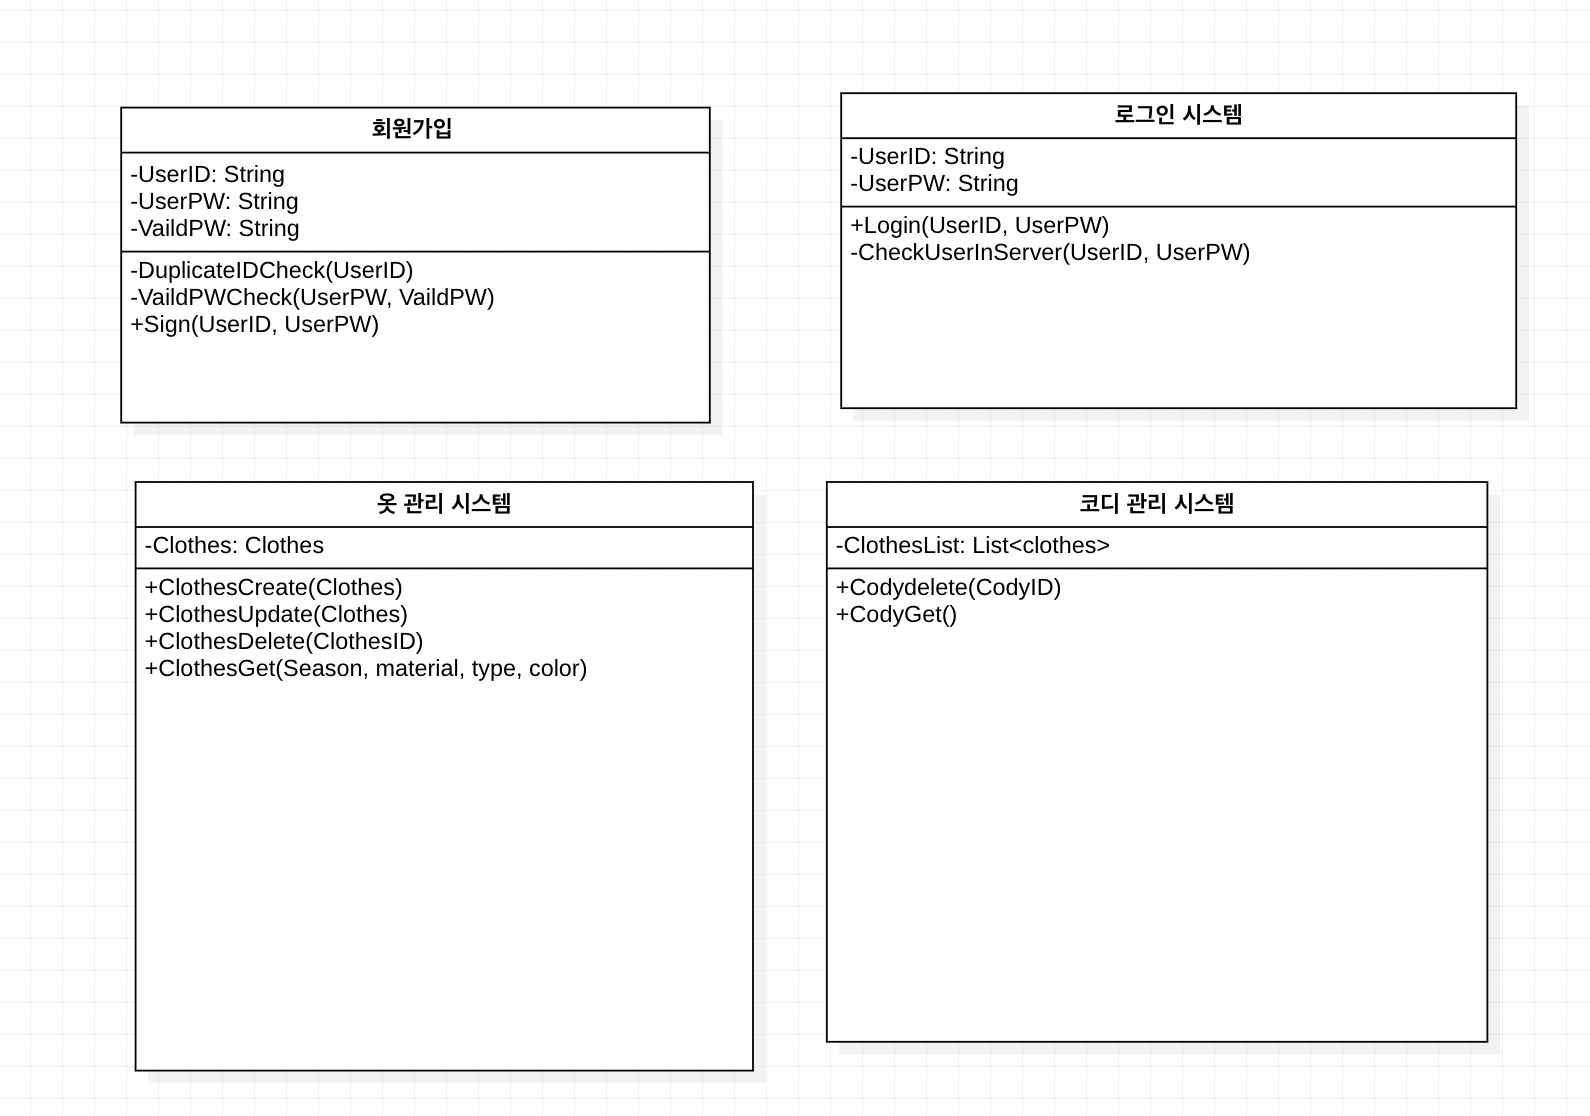 회원가입
-UserID: String
-UserPW: String
-VaildPW: String
-DuplicateIDCheck(UserID)
-VaildPWCheck(UserPW, VaildPW)
+Sign(UserID, UserPW)
로그인 시스템
-UserID: String
-UserPW: String
+Login(UserID, UserPW)
-CheckUserInServer(UserID, UserPW)
옷 관리 시스템
-Clothes: Clothes
+ClothesCreate(Clothes)
+ClothesUpdate(Clothes)
+ClothesDelete(ClothesID)
+ClothesGet(Season, material, type, color)
코디 관리 시스템
-ClothesList: List<clothes>
+Codydelete(CodyID)
+CodyGet()